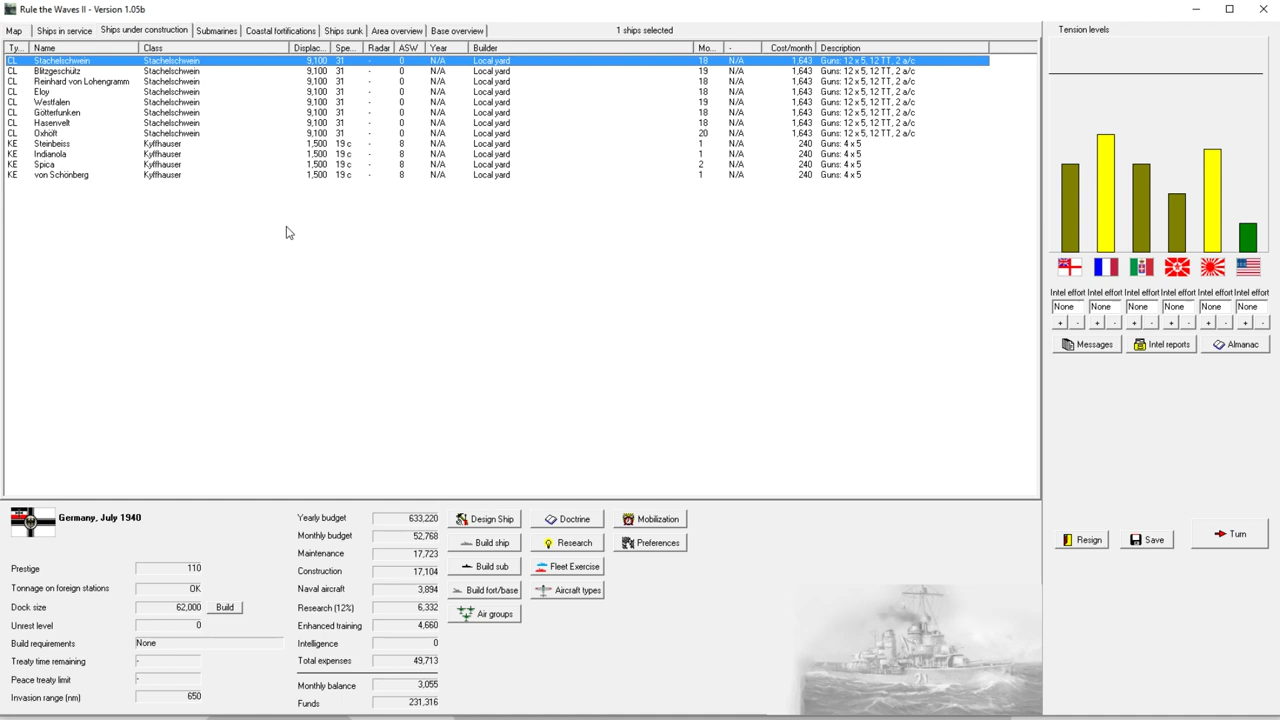 Rule the Waves II - Version 1.05b
Map Ships in service Ships under construction Submarines Coastal fortifications Ships sunk Area overview Base overview 1 ships selected
Ty... Name Class Displac... Spe... Radar ASW Year Builder Mo... - Cost/month Description
CL Stachelschwein Stachelschwein 9,100 31 - 0 N/A Local yard 18 N/A 1,643 Guns: 12 x 5, 12 TT, 2 a/c
CL Blitzgeschütz Stachelschwein 9,100 31 - 0 N/A Local yard 19 N/A 1,643 Guns: 12 x 5, 12 TT, 2 a/c
CL Reinhard von Lohengramm Stachelschwein 9,100 31 - 0 N/A Local yard 18 N/A 1,643 Guns: 12 x 5, 12 TT, 2 a/c
CL Eloy Stachelschwein 9,100 31 - 0 N/A Local yard 18 N/A 1,643 Guns: 12 x 5, 12 TT, 2 a/c
CL Westfalen Stachelschwein 9,100 31 - 0 N/A Local yard 19 N/A 1,643 Guns: 12 x 5, 12 TT, 2 a/c
CL Götterfunken Stachelschwein 9,100 31 - 0 N/A Local yard 18 N/A 1,643 Guns: 12 x 5, 12 TT, 2 a/c
CL Hasenvelt Stachelschwein 9,100 31 - 0 N/A Local yard 18 N/A 1,643 Guns: 12 x 5, 12 TT, 2 a/c
CL Oxhöft Stachelschwein 9,100 31 - 0 N/A Local yard 20 N/A 1,643 Guns: 12 x 5, 12 TT, 2 a/c
KE Steinbeiss Kyffhauser 1,500 19 c - 8 N/A Local yard 1 N/A 240 Guns: 4 x 5
KE Indianola Kyffhauser 1,500 19 c - 8 N/A Local yard 1 N/A 240 Guns: 4 x 5
KE Spica Kyffhauser 1,500 19 c - 8 N/A Local yard 2 N/A 240 Guns: 4 x 5
KE von Schönberg Kyffhauser 1,500 19 c - 8 N/A Local yard 1 N/A 240 Guns: 4 x 5
Tension levels
Intel effort Intel effort Intel effort Intel effort Intel effort Intel effort
None None None None None None
+ - + - + - + - + - + -
Messages Intel reports Almanac
Resign Save Turn
Germany, July 1940
Prestige 110
Tonnage on foreign stations OK
Dock size 62,000 Build
Unrest level 0
Build requirements None
Treaty time remaining -
Peace treaty limit -
Invasion range (nm) 650
Yearly budget 633,220
Monthly budget 52,768
Maintenance 17,723
Construction 17,104
Naval aircraft 3,894
Research (12%) 6,332
Enhanced training 4,660
Intelligence 0
Total expenses 49,713
Monthly balance 3,055
Funds 231,316
Design Ship Doctrine Mobilization
Build ship Research Preferences
Build sub Fleet Exercise
Build fort/base Aircraft types
Air groups